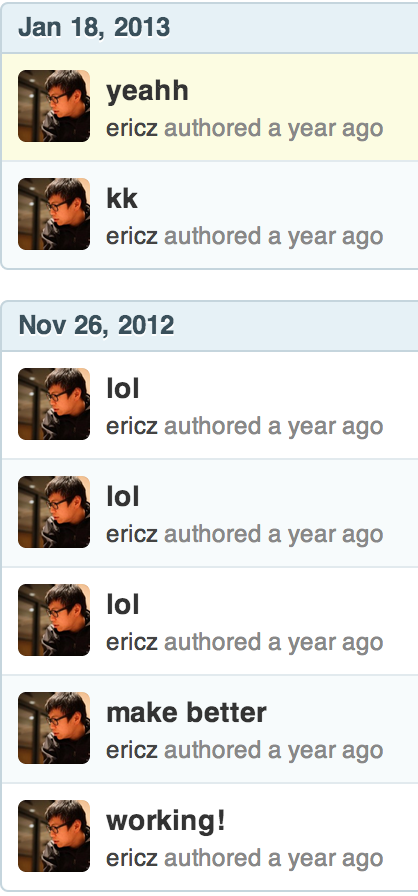 Jan 18, 2013
yeahh
ericz authored a year ago
kk
ericz authored a year ago
Nov 26, 2012
lol
ericz authored a year ago
lol
ericz authored a year ago
lol
ericz authored a year ago
make better
ericz authored a year ago
working!
ericz authored a year ago